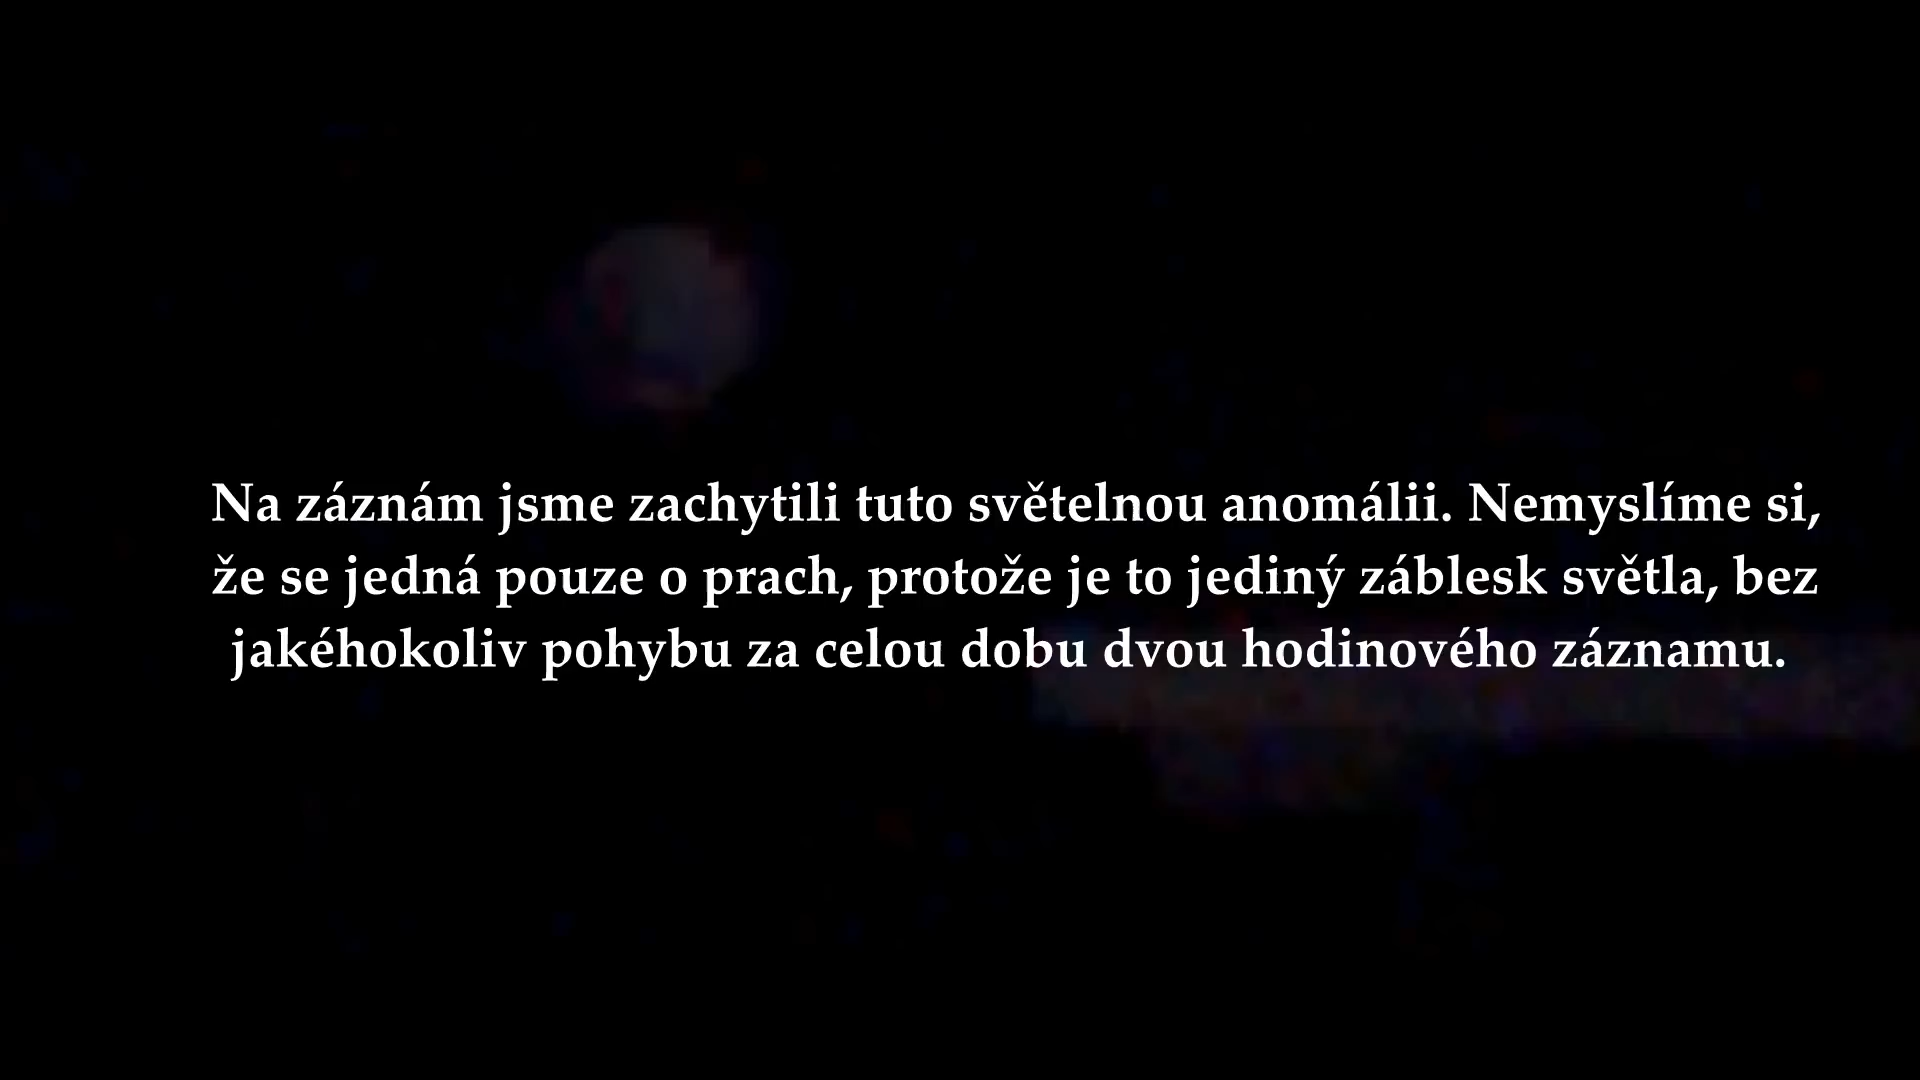 Na záznám jsme zachytili tuto světelnou anomálii. Nemyslíme si,
že se jedná pouze o prach, protože je to jediný záblesk světla, bez
jakéhokoliv pohybu za celou dobu dvou hodinového záznamu.